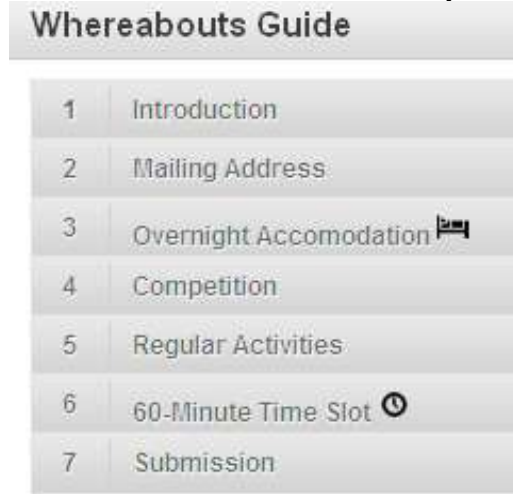 Whereabouts Guide
1 Introduction
2 Mailing Address
3 Overnight Accomodation
4 Competition
5 Regular Activities
6 60-Minute Time Slot
7 Submission